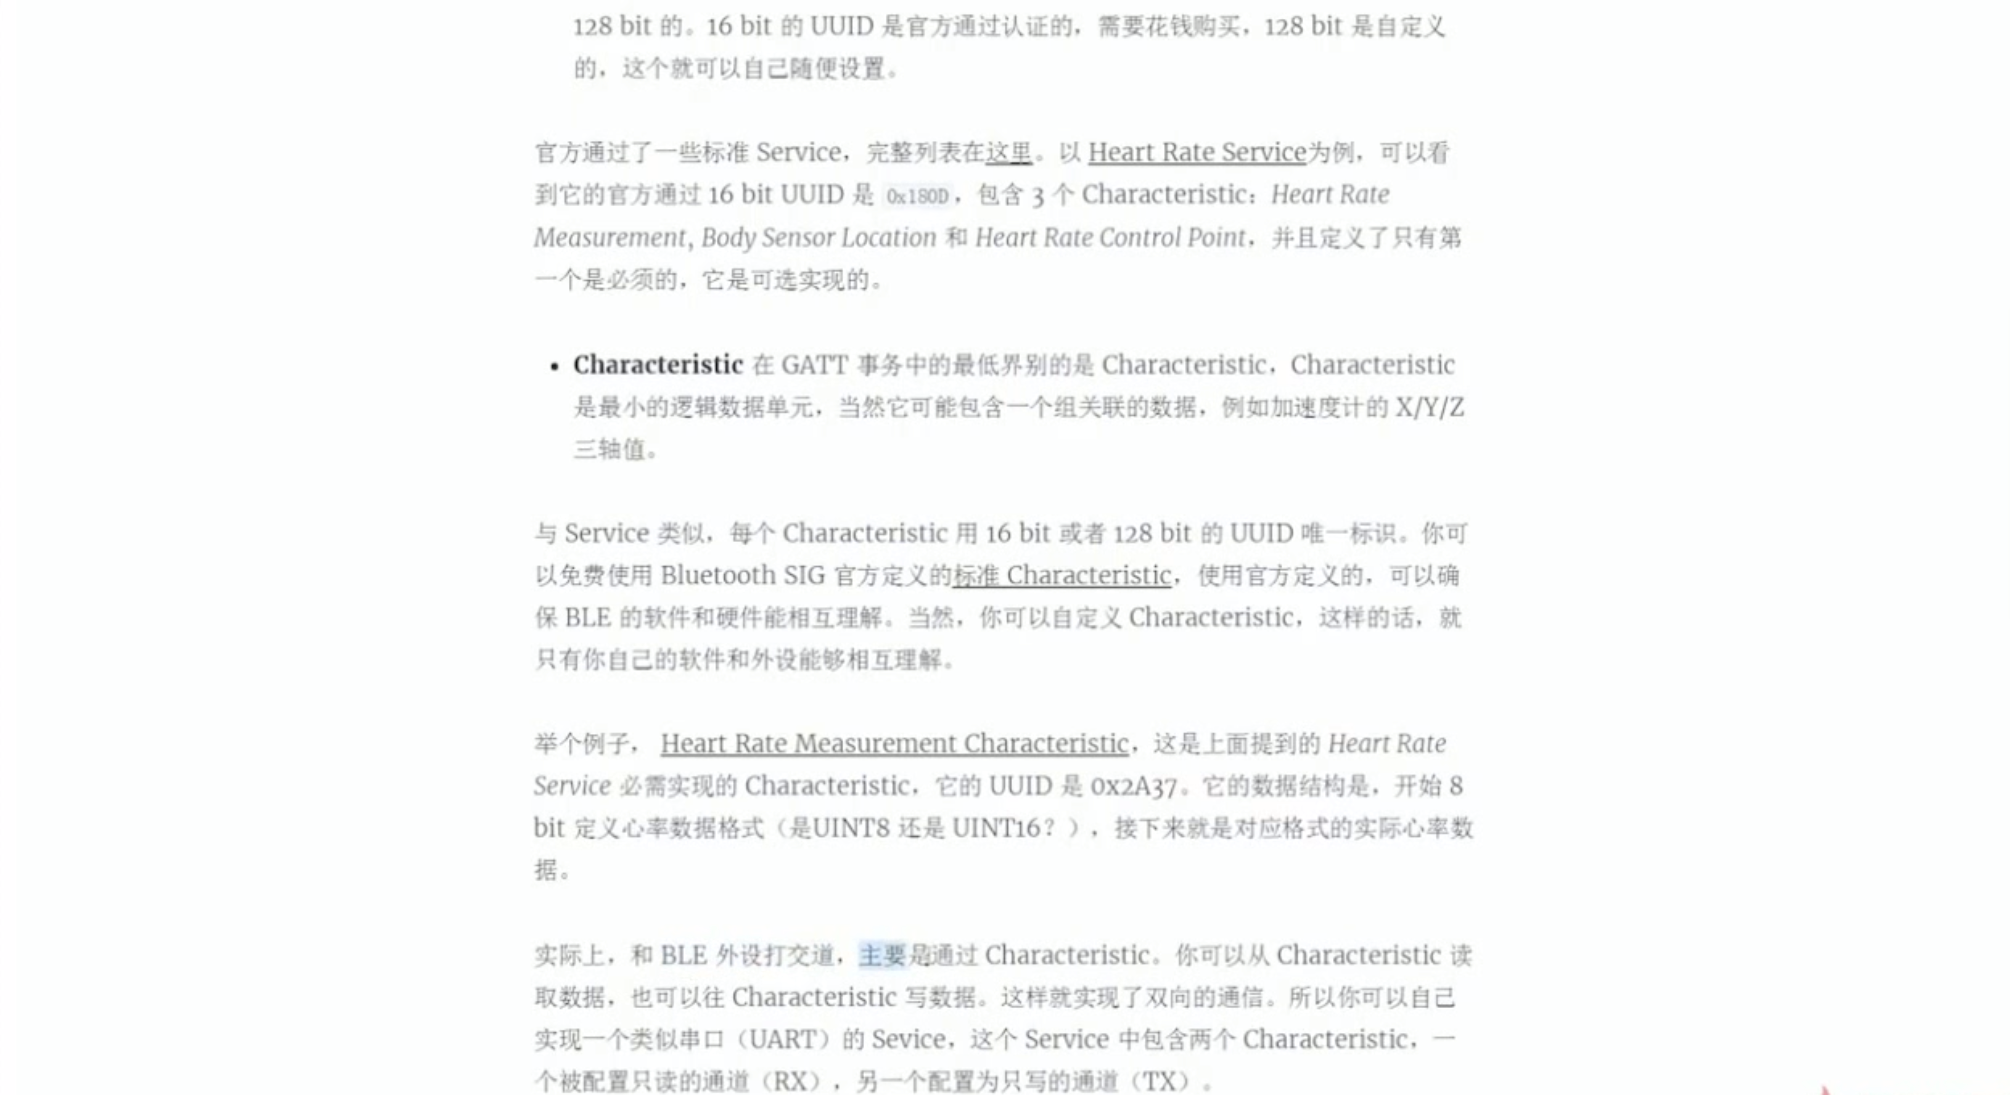 128 bit 的。16 bit 的 UUID 是官方通过认证的，需要花钱购买，128 bit 是自定义
的，这个就可以自己随便设置。
官方通过了一些标准 Service，完整列表在这里。以 Heart Rate Service为例，可以看
到它的官方通过 16 bit UUID 是 0x180D，包含 3 个 Characteristic：Heart Rate
Measurement, Body Sensor Location 和 Heart Rate Control Point，并且定义了只有第
一个是必须的，它是可选实现的。
• Characteristic 在 GATT 事务中的最低界别的是 Characteristic，Characteristic
是最小的逻辑数据单元，当然它可能包含一个组关联的数据，例如加速度计的 X/Y/Z
三轴值。
与 Service 类似，每个 Characteristic 用 16 bit 或者 128 bit 的 UUID 唯一标识。你可
以免费使用 Bluetooth SIG 官方定义的标准 Characteristic，使用官方定义的，可以确
保 BLE 的软件和硬件能相互理解。当然，你可以自定义 Characteristic，这样的话，就
只有你自己的软件和外设能够相互理解。
举个例子， Heart Rate Measurement Characteristic，这是上面提到的 Heart Rate
Service 必需实现的 Characteristic，它的 UUID 是 0x2A37。它的数据结构是，开始 8
bit 定义心率数据格式（是UINT8 还是 UINT16？），接下来就是对应格式的实际心率数
据。
实际上，和 BLE 外设打交道，主要是通过 Characteristic。你可以从 Characteristic 读
取数据，也可以往 Characteristic 写数据。这样就实现了双向的通信。所以你可以自己
实现一个类似串口（UART）的 Sevice，这个 Service 中包含两个 Characteristic，一
个被配置只读的通道（RX），另一个配置为只写的通道（TX）。